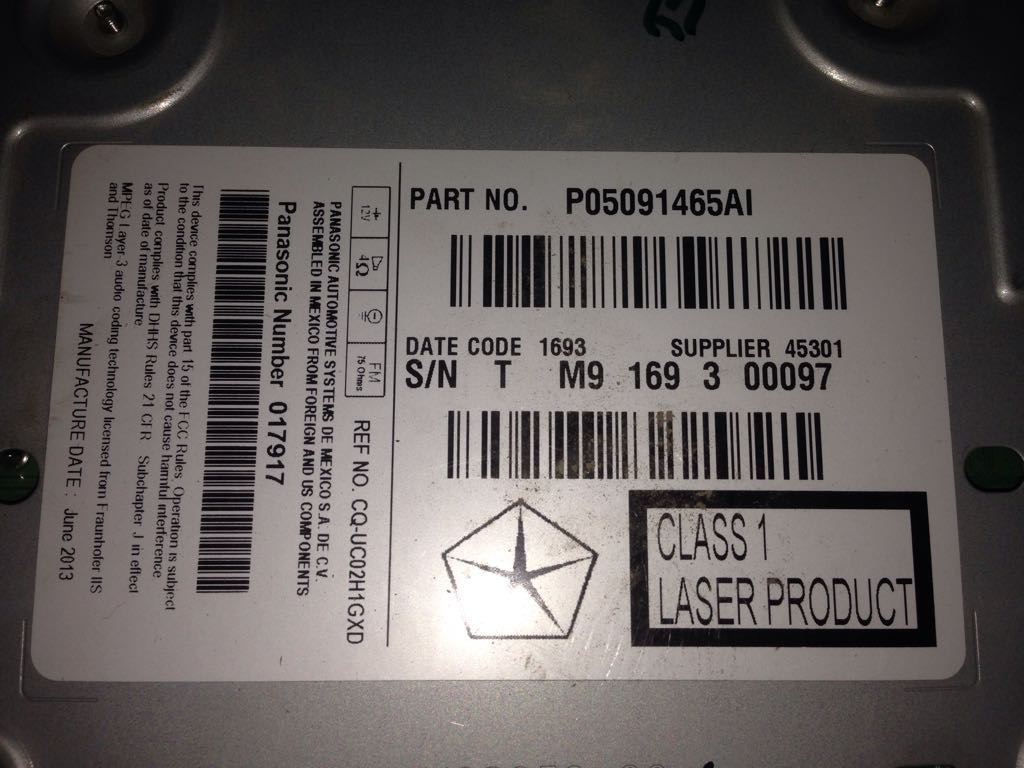 PART NO. P05091465AI
DATE CODE 1693 SUPPLIER 45301
S/N T M9 169 3 00097
CLASS 1
LASER PRODUCT
+ 12V 4Ω FM 75 Ohms
REF NO. CQ-UC02H1GXD
PANASONIC AUTOMOTIVE SYSTEMS DE MEXICO S.A. DE C.V.
ASSEMBLED IN MEXICO FROM FOREIGN AND US COMPONENTS
Panasonic Number 017917
This device complies with part 15 of the FCC Rules Operation is subject
to the condition that this device does not cause harmful interference
Product complies with DHHS Rules 21 CFR Subchapter J in effect
as of date of manufacture
MPEG Layer 3 audio coding technology licensed from Fraunhofer IIS
and Thomson
MANUFACTURE DATE : June 2013